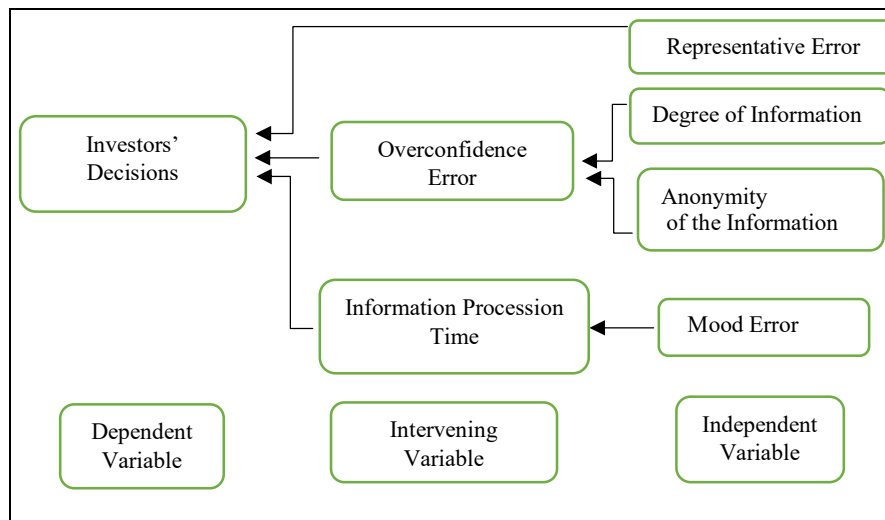 Representative Error
Degree of Information
Investors’
Decisions
Overconfidence
Error
Anonymity
of the Information
Information Procession
Time
Mood Error
Dependent
Variable
Intervening
Variable
Independent
Variable